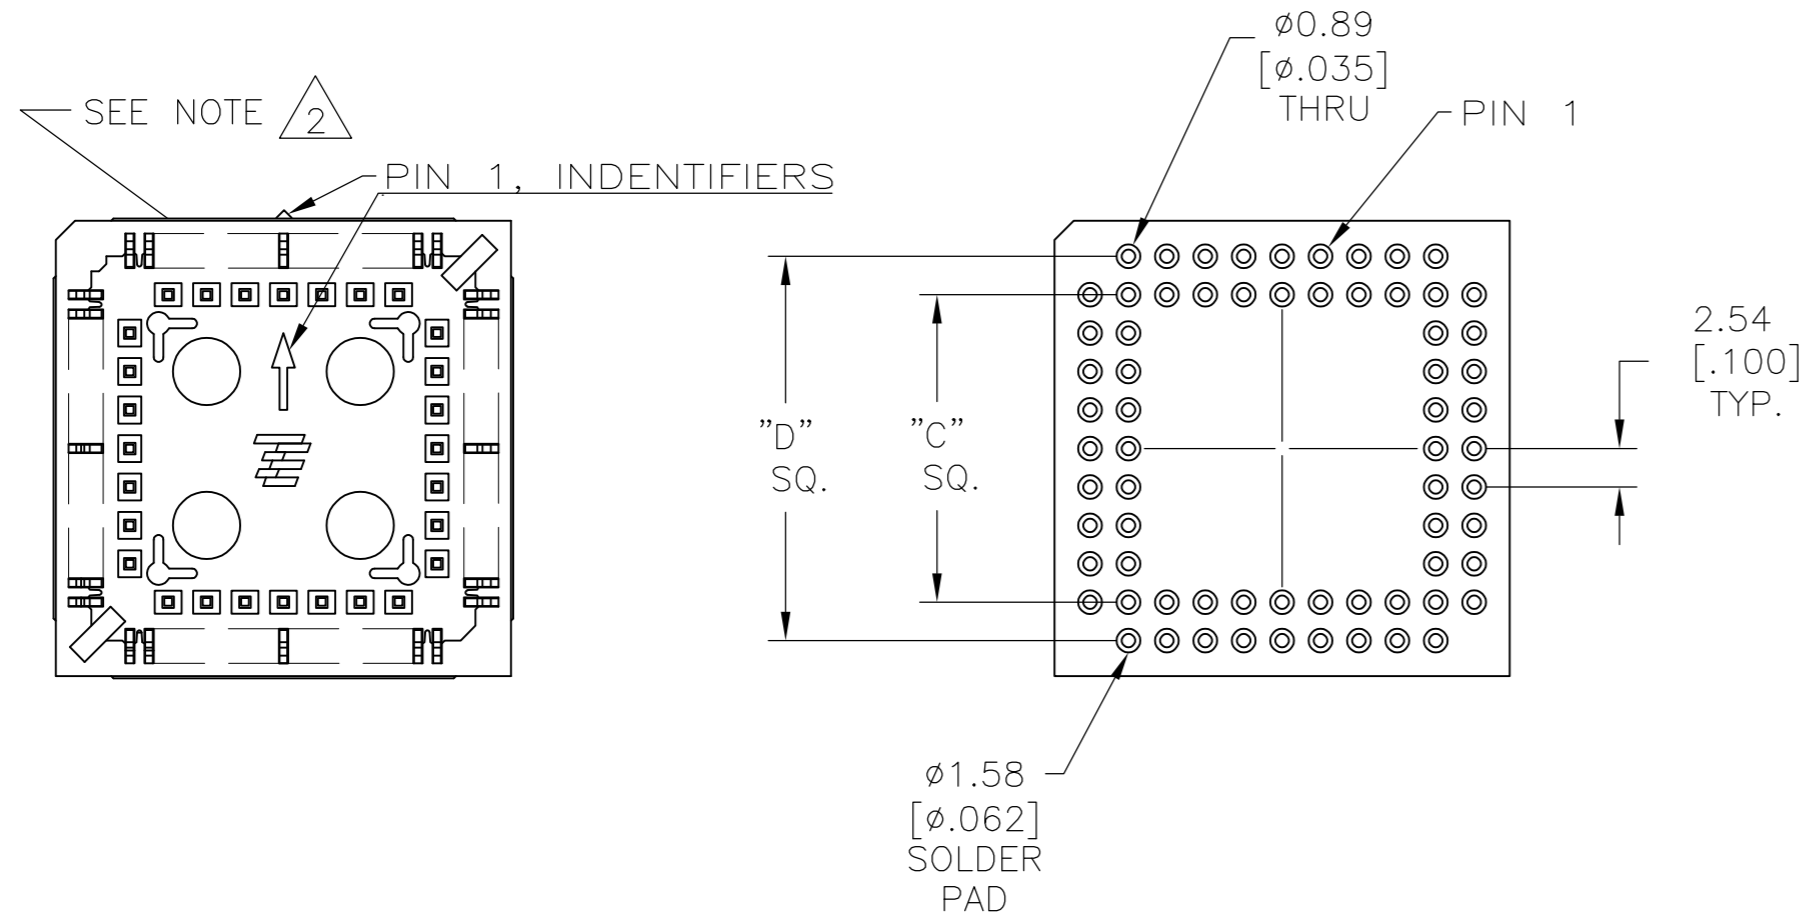 SEE NOTE 2
PIN 1, INDENTIFIERS
ø0.89
[ø.035]
THRU
PIN 1
2.54
[.100]
TYP.
"D"
SQ.
"C"
SQ.
ø1.58
[ø.062]
SOLDER
PAD